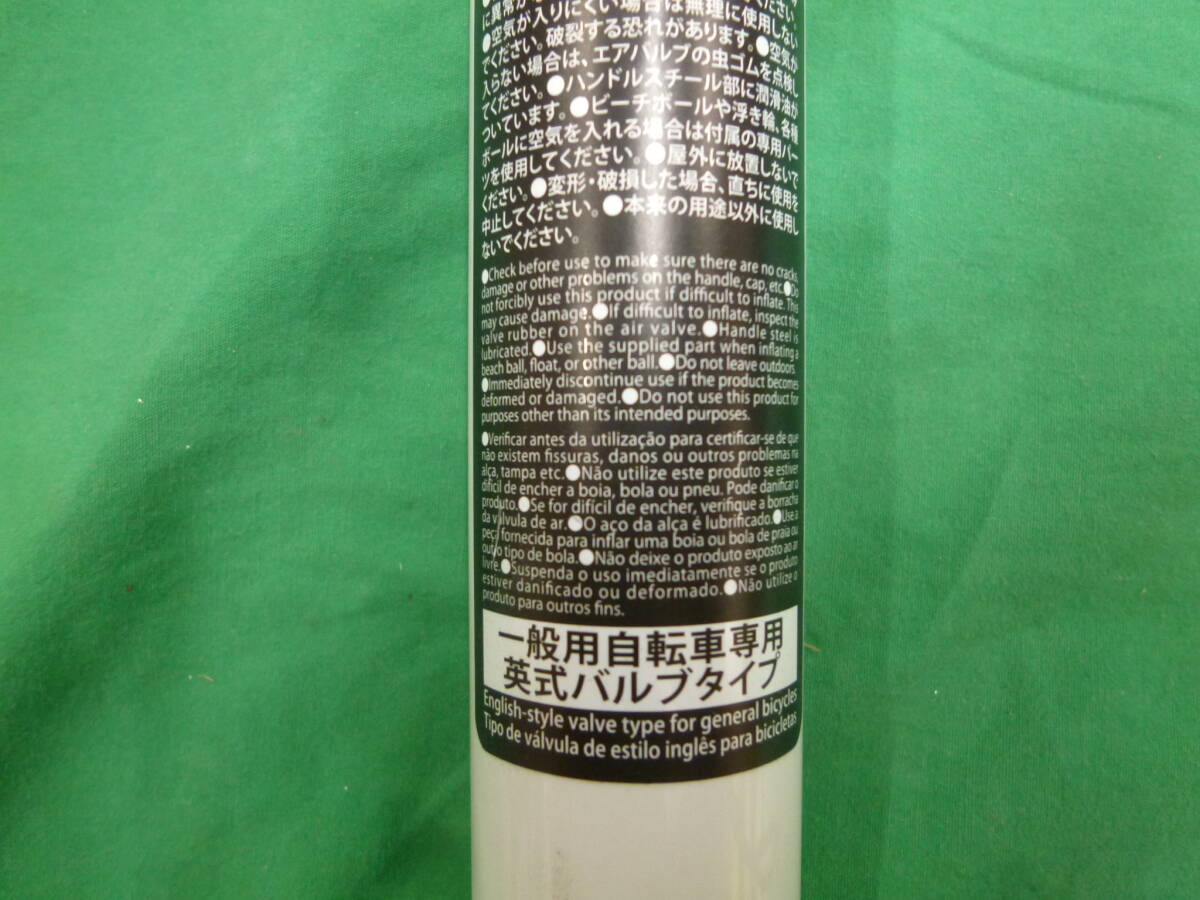 に異常が
ください。
●空気が入りにくい場合は無理に使用しない
でください。破裂する恐れがあります。●空気が
入らない場合は、エアバルブの虫ゴムを点検し
てください。●ハンドルスチール部に潤滑油が
ついています。●ビーチボールや浮き輪、各種
ボールに空気を入れる場合は付属の専用パー
ツを使用してください。●屋外に放置しないで
ください。●変形・破損した場合、直ちに使用を
中止してください。●本来の用途以外に使用し
ないでください。
●Check before use to make sure there are no cracks,
damage or other problems on the handle, cap, etc.●Do
not forcibly use this product if difficult to inflate. This
may cause damage.●If difficult to inflate, inspect the
valve rubber on the air valve.●Handle steel is
lubricated.●Use the supplied part when inflating a
beach ball, float, or other ball.●Do not leave outdoors.
●Immediately discontinue use if the product becomes
deformed or damaged.●Do not use this product for
purposes other than its intended purposes.
●Verificar antes da utilização para certificar-se de que
não existem fissuras, danos ou outros problemas na
alça, tampa etc.●Não utilize este produto se estiver
difícil de encher a boia, bola ou pneu. Pode danificar o
produto.●Se for difícil de encher, verifique a borracha
da válvula de ar.●O aço da alça é lubrificado.●Use a
peça fornecida para inflar uma boia ou bola de praia ou
outro tipo de bola.●Não deixe o produto exposto ao ar
livre.●Suspenda o uso imediatamente se o produto
estiver danificado ou deformado.●Não utilize o
produto para outros fins.
一般用自転車専用
英式バルブタイプ
English-style valve type for general bicycles
Tipo de válvula de estilo inglês para bicicletas